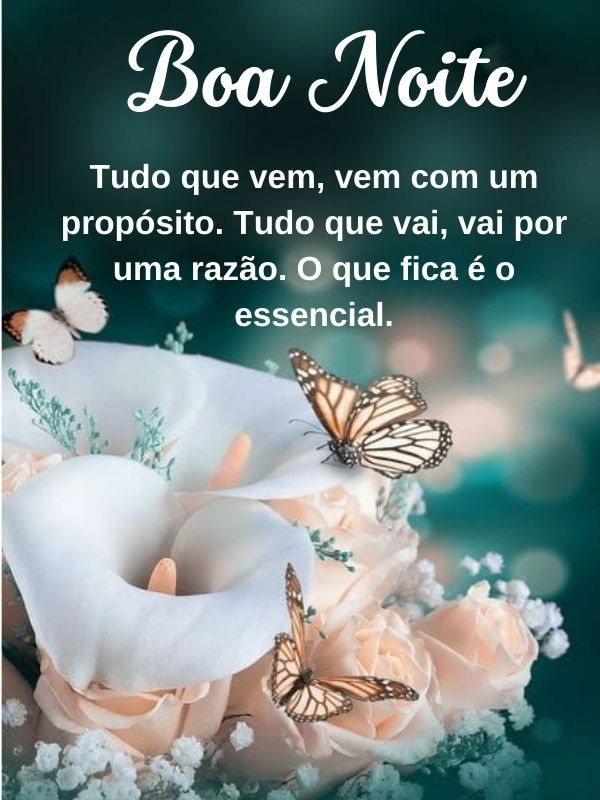 Boa Noite
Tudo que vem, vem com um
propósito. Tudo que vai, vai por
uma razão. O que fica é o
essencial.